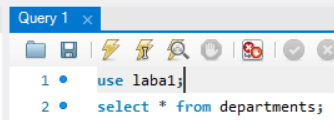 Query 1
1 use laba1;
2 select * from departments;